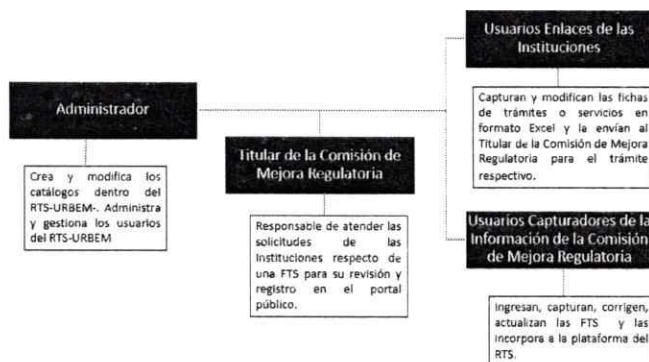 Administrador
Crea y modifica los
catálogos dentro del
RTS-URBEM-. Administra
y gestiona los usuarios
del RTS-URBEM
Titular de la Comisión de
Mejora Regulatoria
Responsable de atender las
solicitudes de las
Instituciones respecto de
una FTS para su revisión y
registro en el portal
público.
Usuarios Enlaces de las
Instituciones
Capturan y modifican las fichas
de trámites o servicios en
formato Excel y la envían al
Titular de la Comisión de Mejora
Regulatoria para el trámite
respectivo.
Usuarios Capturadores de la
Información de la Comisión
de Mejora Regulatoria
Ingresan, capturan, corrigen,
actualizan las FTS y las
incorpora a la plataforma del
RTS.